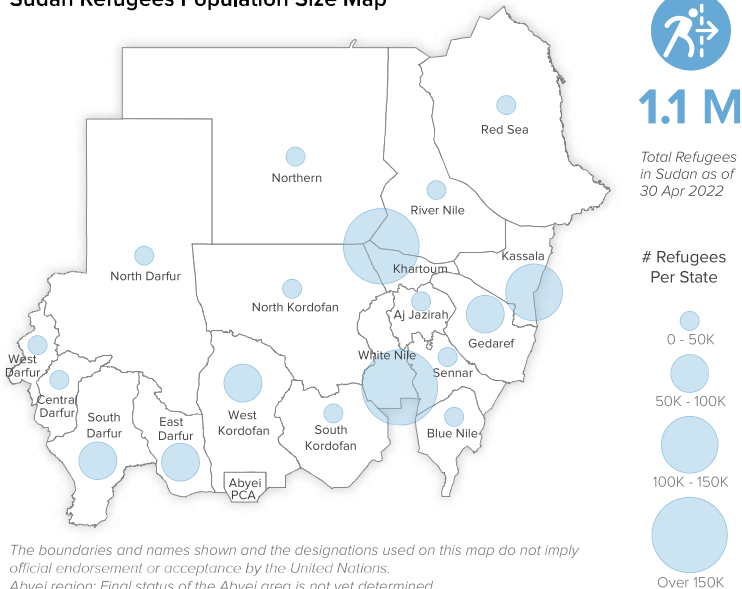 Sudan Refugees Population Size Map
1.1 M
Total Refugees
in Sudan as of
30 Apr 2022
# Refugees
Per State
0 - 50K
50K - 100K
100K - 150K
Over 150K
Red Sea
Northern
River Nile
Kassala
Khartoum
North Darfur
North Kordofan
Aj Jazirah
Gedaref
White Nile
West
Darfur
Sennar
Central
Darfur
South
Darfur
East
Darfur
West
Kordofan
South
Kordofan
Blue Nile
Abyei
PCA
The boundaries and names shown and the designations used on this map do not imply
official endorsement or acceptance by the United Nations.
Abyei region: Final status of the Abyei area is not yet determined